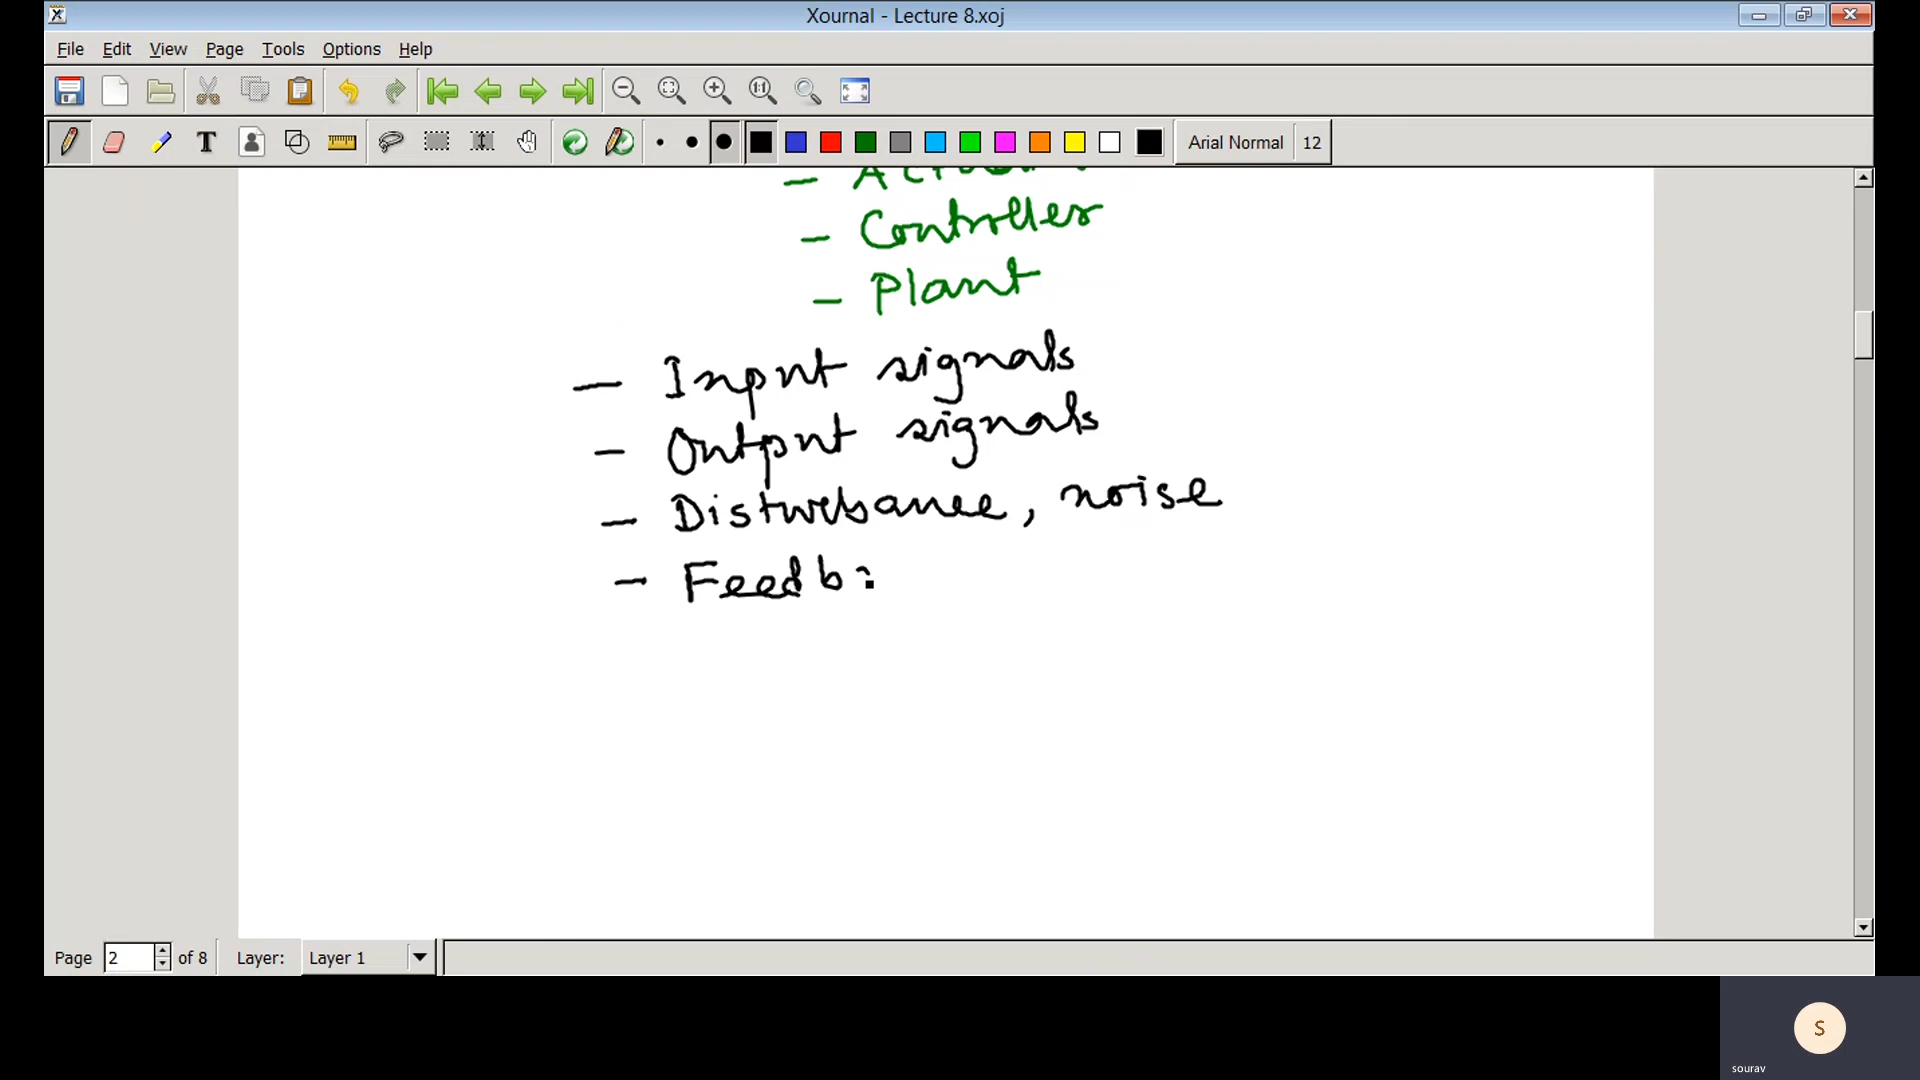 Xournal - Lecture 8.xoj
File Edit View Page Tools Options Help
Arial Normal 12
- Controller
- Plant
- Input signals
- Output signals
- Disturbance, noise
- Feedb
Page 2 of 8 Layer: Layer 1
S
sourav